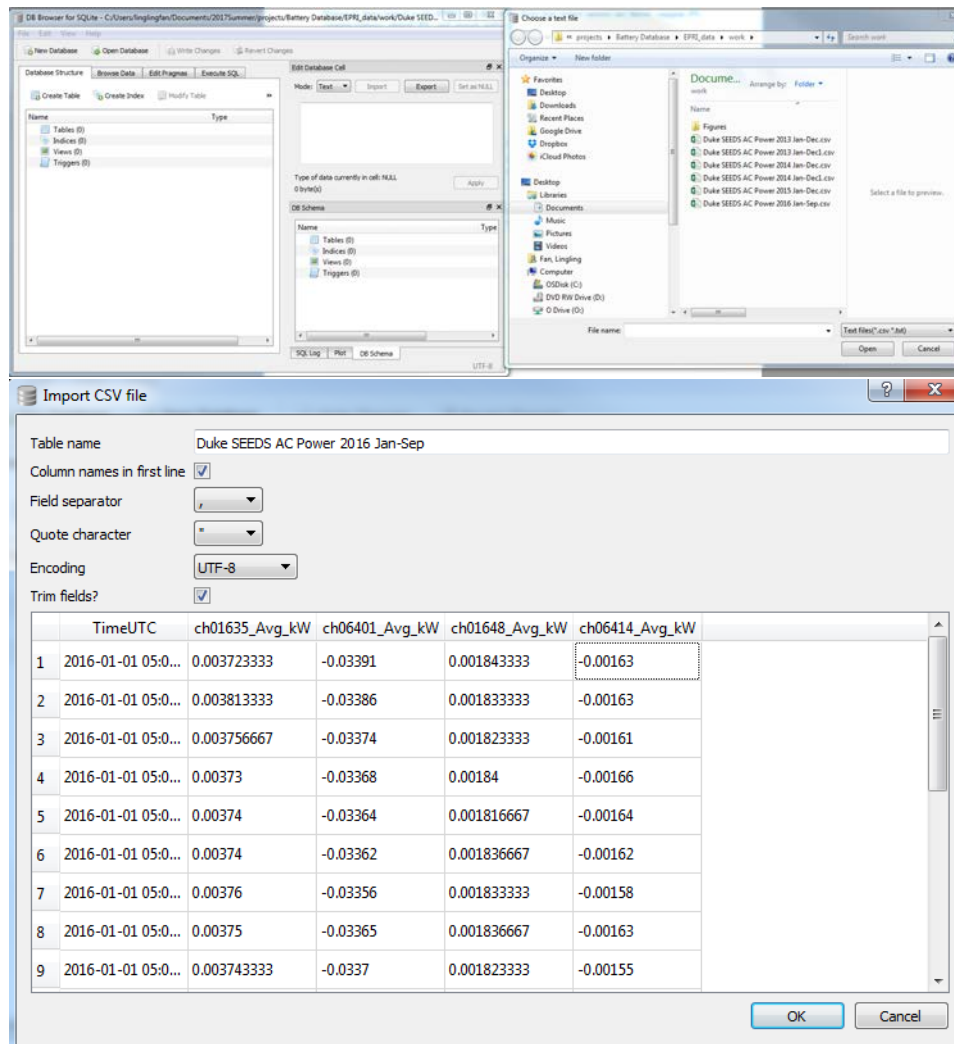 DB Browser for SQLite - C:/Users/linglingfan/Documents/2017Summer/projects/Battery Database/EPRI_data/work/Duke SEED...
File Edit View Help
New Database Open Database Write Changes Revert Changes
Database Structure Browse Data Edit Pragmas Execute SQL
Create Table Create Index Modify Table
Name Type
Tables (0)
Indices (0)
Views (0)
Triggers (0)
Edit Database Cell
Mode: Text Import Export Set as NULL
Type of data currently in cell: NULL
0 byte(s)
Apply
DB Schema
Name Type
Tables (0)
Indices (0)
Views (0)
Triggers (0)
SQL Log Plot DB Schema
UTF-8
Choose a text file
projects Battery Database EPRI_data work
Search work
Organize New folder
Favorites
Desktop
Downloads
Recent Places
Google Drive
Dropbox
iCloud Photos
Desktop
Libraries
Documents
Music
Pictures
Videos
Fan, Lingling
Computer
OSDisk (C:)
DVD RW Drive (D:)
O Drive (O:)
Docume... Arrange by: Folder
work
Name
Figures
Duke SEEDS AC Power 2013 Jan-Dec.csv
Duke SEEDS AC Power 2013 Jan-Dec1.csv
Duke SEEDS AC Power 2014 Jan-Dec.csv
Duke SEEDS AC Power 2014 Jan-Dec1.csv
Duke SEEDS AC Power 2015 Jan-Dec.csv
Duke SEEDS AC Power 2016 Jan-Sep.csv
Select a file to preview.
File name:
Text files(*.csv *.txt)
Open Cancel
Import CSV file
Table name Duke SEEDS AC Power 2016 Jan-Sep
Column names in first line
Field separator ,
Quote character "
Encoding UTF-8
Trim fields?
TimeUTC ch01635_Avg_kW ch06401_Avg_kW ch01648_Avg_kW ch06414_Avg_kW
1 2016-01-01 05:0... 0.003723333 -0.03391 0.001843333 -0.00163
2 2016-01-01 05:0... 0.003813333 -0.03386 0.001833333 -0.00163
3 2016-01-01 05:0... 0.003756667 -0.03374 0.001823333 -0.00161
4 2016-01-01 05:0... 0.00373 -0.03368 0.00184 -0.00166
5 2016-01-01 05:0... 0.00374 -0.03364 0.001816667 -0.00164
6 2016-01-01 05:0... 0.00374 -0.03362 0.001836667 -0.00162
7 2016-01-01 05:0... 0.00376 -0.03356 0.001833333 -0.00158
8 2016-01-01 05:0... 0.00375 -0.03365 0.001836667 -0.00163
9 2016-01-01 05:0... 0.003743333 -0.0337 0.001823333 -0.00155
OK Cancel